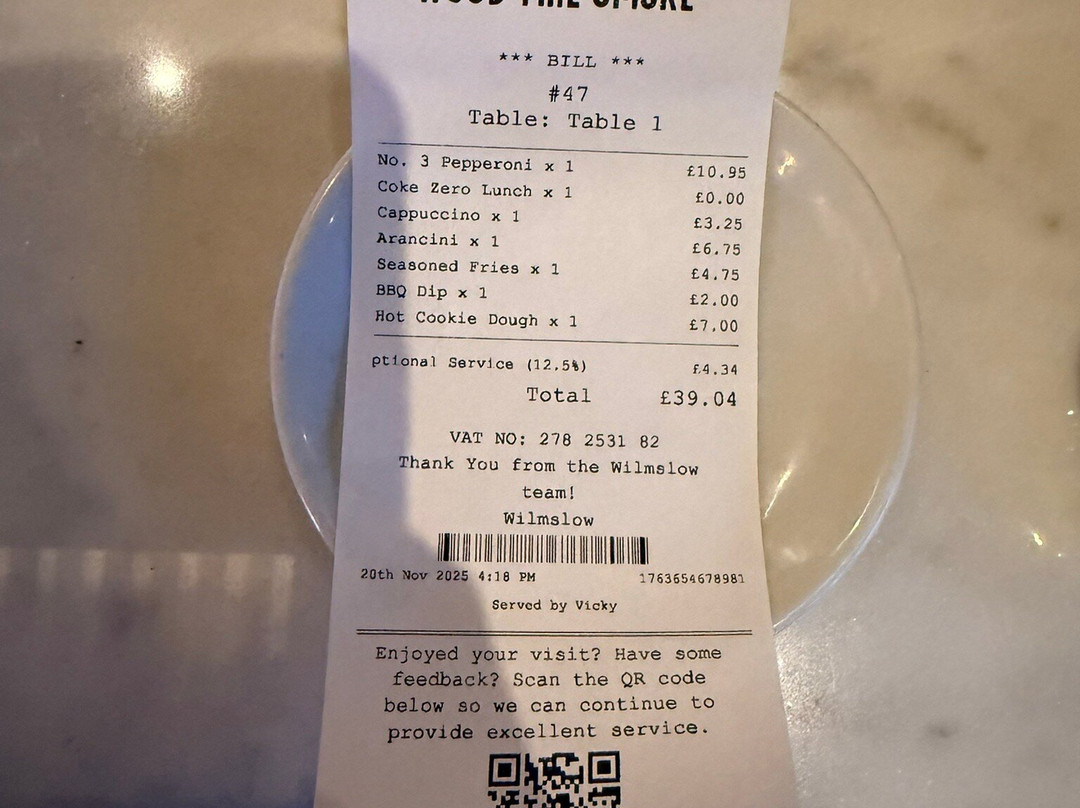 WOOD FIRE SMOKE
*** BILL ***
#47
Table: Table 1
No. 3 Pepperoni x 1 £10.95
Coke Zero Lunch x 1 £0.00
Cappuccino x 1 £3.25
Arancini x 1 £6.75
Seasoned Fries x 1 £4.75
BBQ Dip x 1 £2.00
Hot Cookie Dough x 1 £7.00
ptional Service (12.5%) £4.34
Total £39.04
VAT NO: 278 2531 82
Thank You from the Wilmslow
team!
Wilmslow
20th Nov 2025 4:18 PM 1763654678981
Served by Vicky
Enjoyed your visit? Have some
feedback? Scan the QR code
below so we can continue to
provide excellent service.